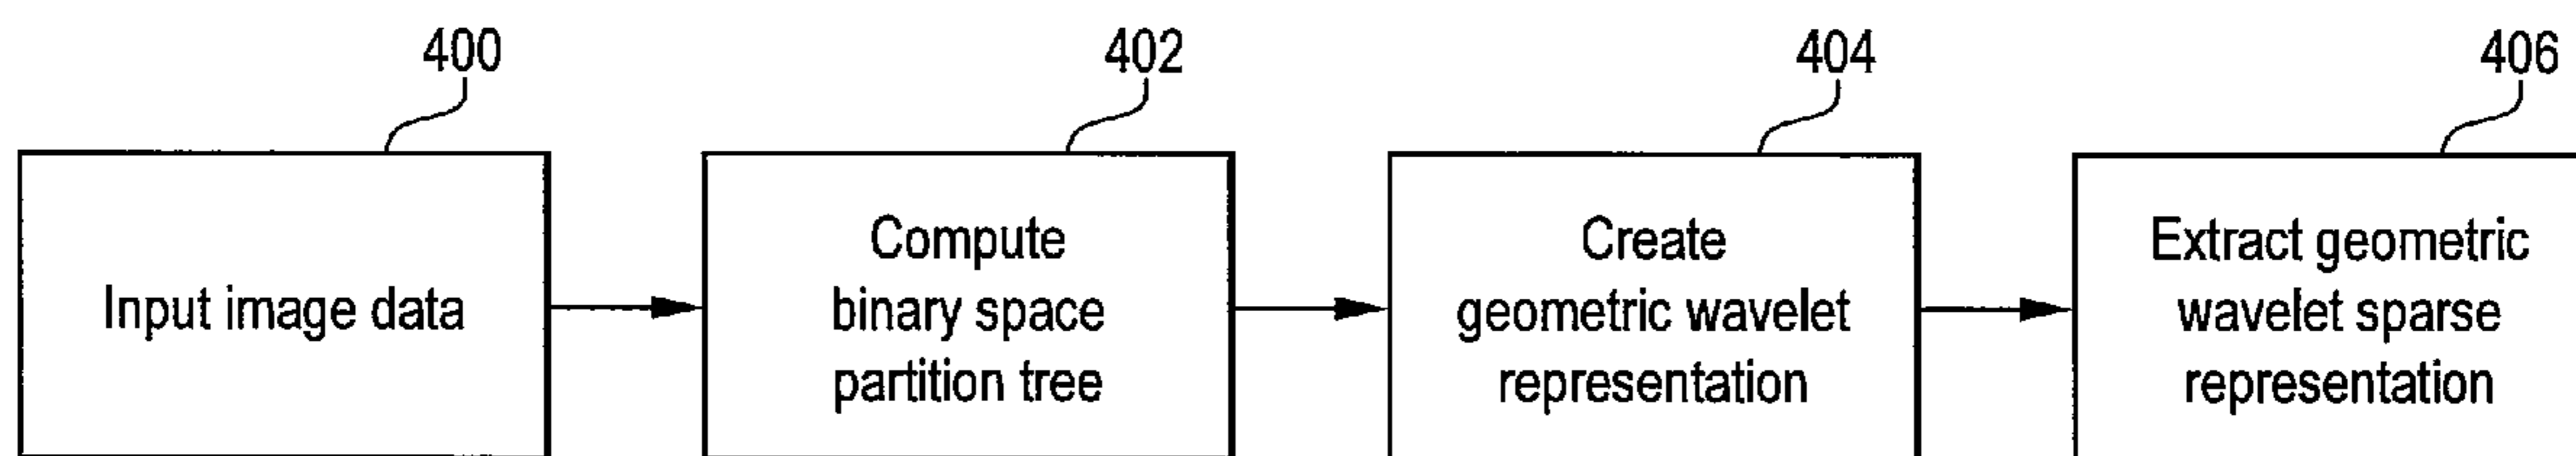 400
402
404
406
Input image data
Compute
binary space
partition tree
Create
geometric wavelet
representation
Extract geometric
wavelet sparse
representation